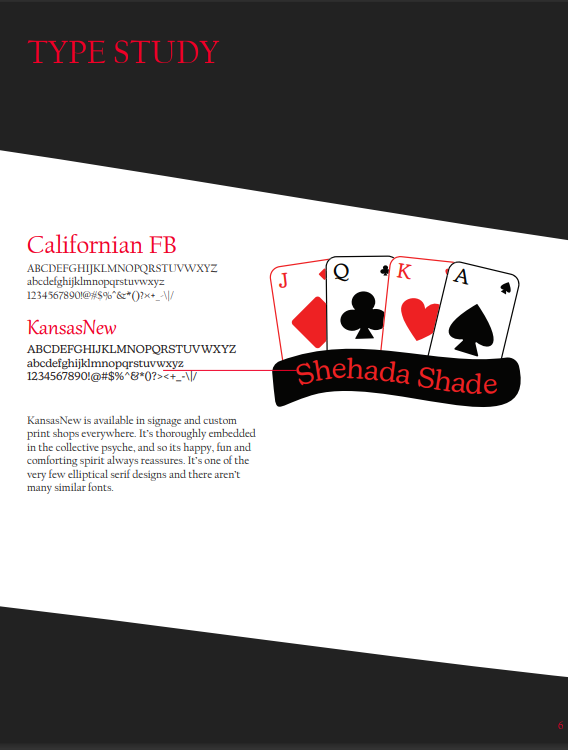 TYPE STUDY
Californian FB
ABCDEFGHIJKLMNOPQRSTUVWXYZ
abcdefghijklmnopqrstuvwxyz
1234567890!@#$%^&*()?×+_-\|/
KansasNew
ABCDEFGHIJKLMNOPQRSTUVWXYZ
abcdefghijklmnopqrstuvwxyz
1234567890!@#$%^&*()?><+_-\|/
KansasNew is available in signage and custom
print shops everywhere. It's thoroughly embedded
in the collective psyche, and so its happy, fun and
comforting spirit always reassures. It's one of the
very few elliptical serif designs and there aren't
many similar fonts.
J Q K A
Shehada Shade
6